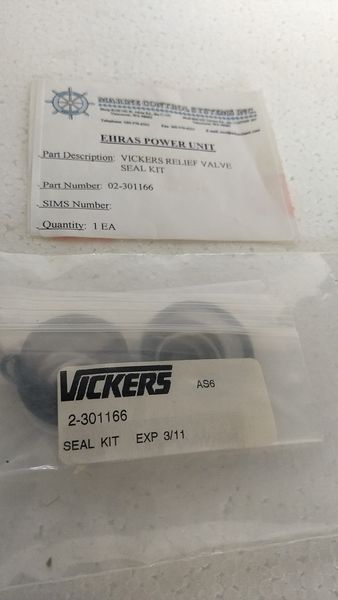 MARINE CONTROL SYSTEMS INC.
EHRAS POWER UNIT
Part Description: VICKERS RELIEF VALVE
SEAL KIT
Part Number: 02-301166
SIMS Number:
Quantity: 1 EA
VICKERS AS6
2-301166
SEAL KIT EXP 3/11